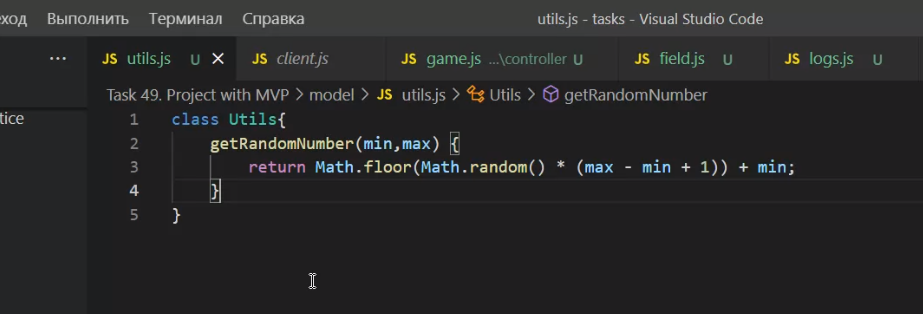 ход Выполнить Терминал Справка utils.js - tasks - Visual Studio Code
··· JS utils.js U × JS client.js JS game.js ...\controller U JS field.js U JS logs.js U
Task 49. Project with MVP > model > JS utils.js > Utils > getRandomNumber
tice
1 class Utils{
2 getRandomNumber(min,max) {
3 return Math.floor(Math.random() * (max - min + 1)) + min;
4 }
5 }